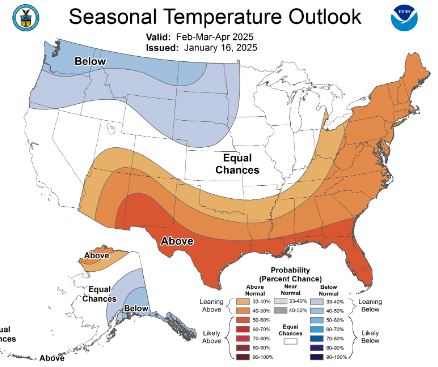 Seasonal Temperature Outlook
NOAA
Valid: Feb-Mar-Apr 2025
Issued: January 16, 2025
Below
Equal
Chances
Above
Above
Equal
Chances
Below
ual
nces
Above
Probability
(Percent Chance)
Above
Normal
Near
Normal
Below
Normal
Leaning
Above
33-40%
33-40%
33-40%
Leaning
Below
40-50%
40-50%
40-50%
Likely
Above
50-60%
Equal
Chances
50-60%
Likely
Below
60-70%
60-70%
70-80%
70-80%
80-90%
80-90%
90-100%
90-100%